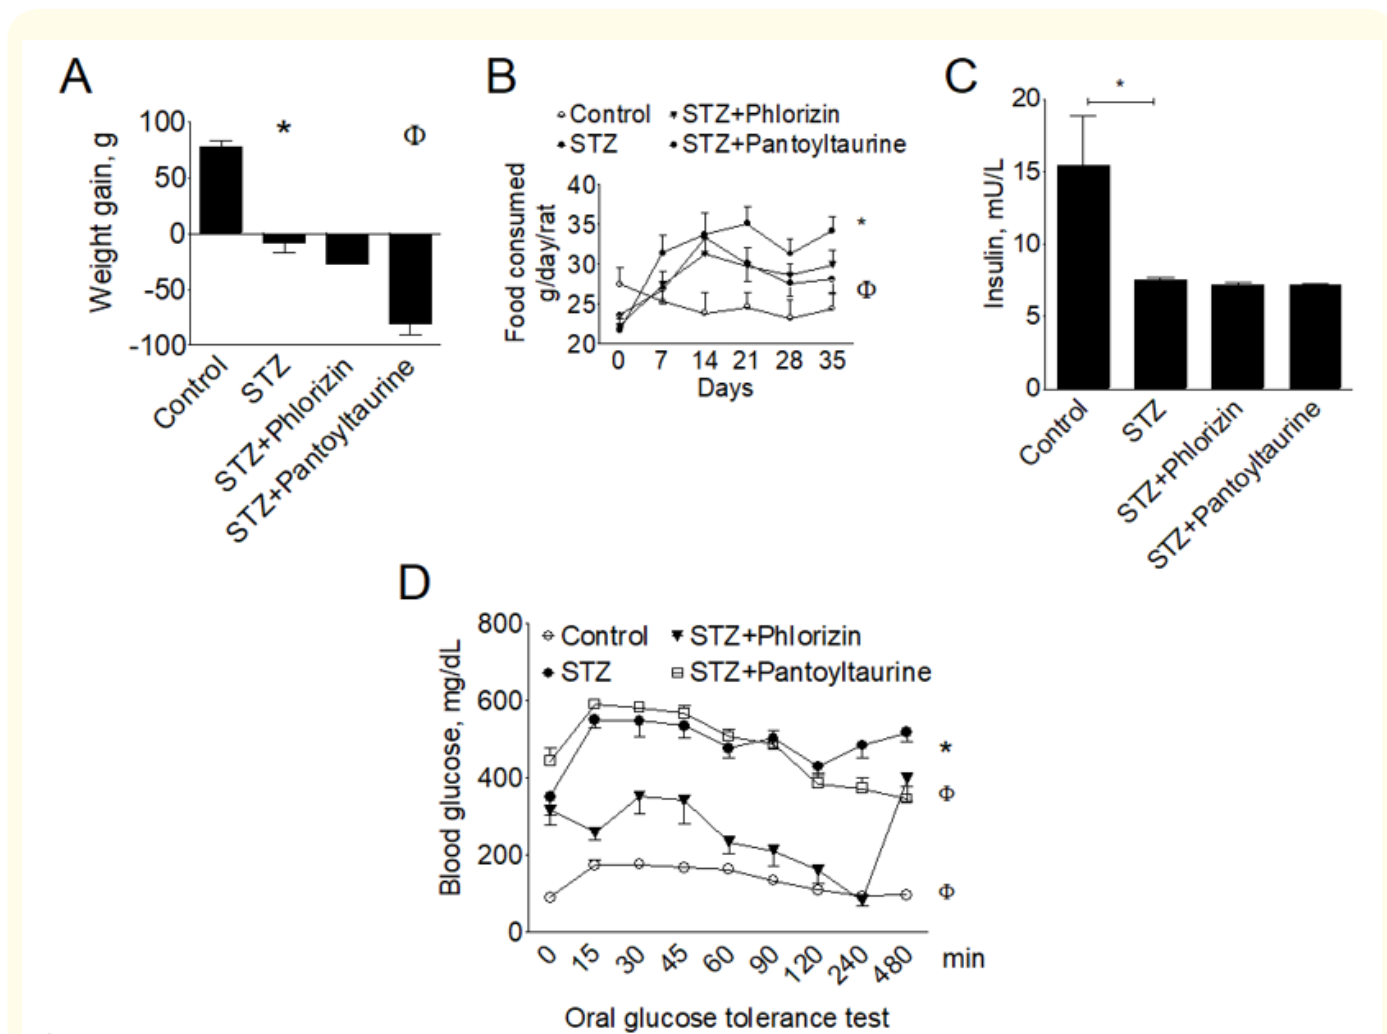 A
100
50
0
-50
-100
Weight gain, g
*
Φ
Control
STZ
STZ+Phlorizin
STZ+Pantoyltaurine
B
Control STZ+Phlorizin
STZ STZ+Pantoyltaurine
Food consumed
g/day/rat
40
35
30
25
20
*
Φ
0 7 14 21 28 35
Days
C
20
15
10
5
0
Insulin, mU/L
*
Control
STZ
STZ+Phlorizin
STZ+Pantoyltaurine
D
Control STZ+Phlorizin
STZ STZ+Pantoyltaurine
800
600
400
200
0
Blood glucose, mg/dL
*
Φ
Φ
0 15 30 45 60 90 120 240 480 min
Oral glucose tolerance test